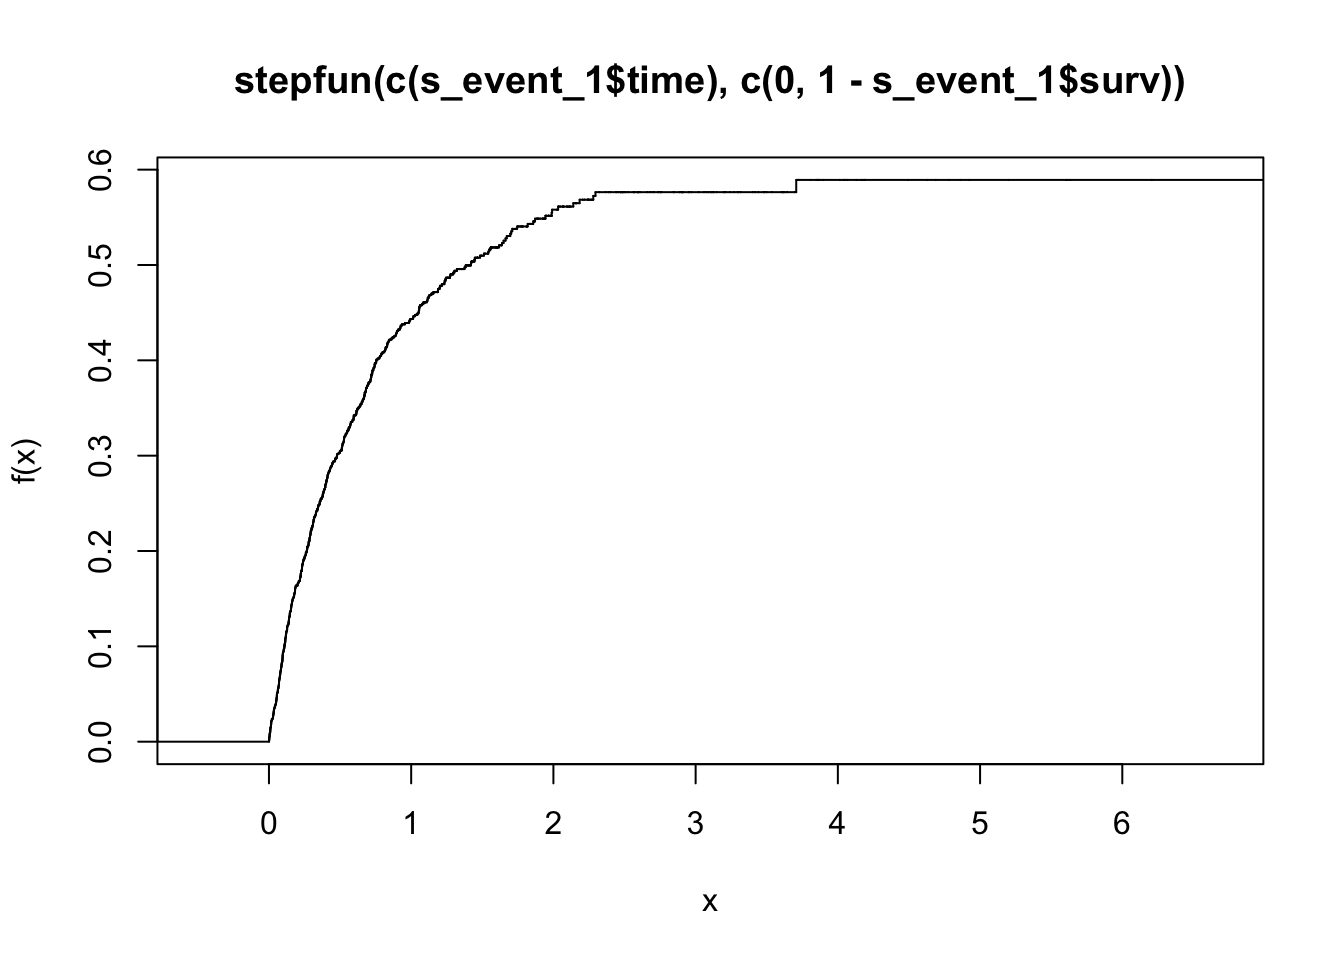 stepfun(c(s_event_1$time), c(0, 1 - s_event_1$surv))
f(x)
0.6
0.5
0.4
0.3
0.2
0.1
0.0
0 1 2 3 4 5 6
x